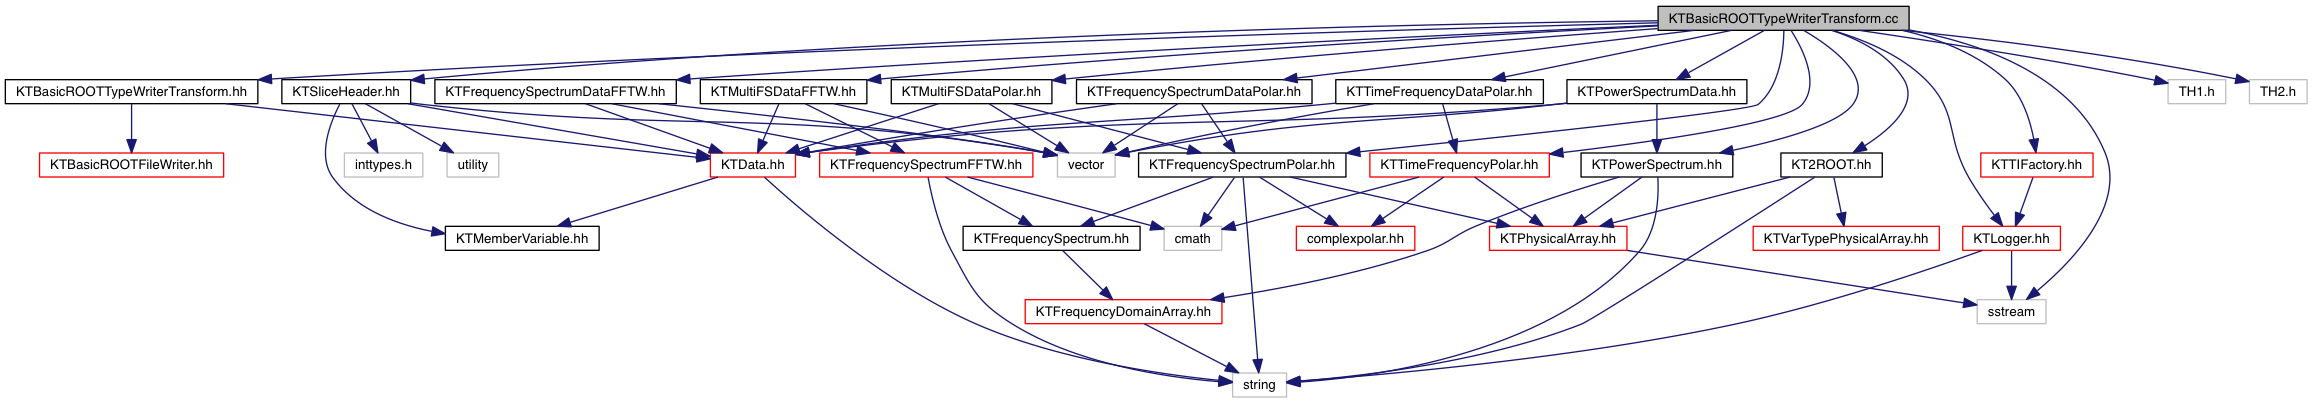 KTBasicROOTTypeWriterTransform.cc
KTBasicROOTTypeWriterTransform.hh
KTSliceHeader.hh
KTFrequencySpectrumDataFFTW.hh
KTMultiFSDataFFTW.hh
KTMultiFSDataPolar.hh
KTFrequencySpectrumDataPolar.hh
KTTimeFrequencyDataPolar.hh
KTPowerSpectrumData.hh
TH1.h
TH2.h
KTBasicROOTFileWriter.hh
inttypes.h
utility
KTData.hh
KTFrequencySpectrumFFTW.hh
vector
KTFrequencySpectrumPolar.hh
KTTimeFrequencyPolar.hh
KTPowerSpectrum.hh
KT2ROOT.hh
KTTIFactory.hh
KTMemberVariable.hh
KTFrequencySpectrum.hh
cmath
complexpolar.hh
KTPhysicalArray.hh
KTVarTypePhysicalArray.hh
KTLogger.hh
KTFrequencyDomainArray.hh
sstream
string